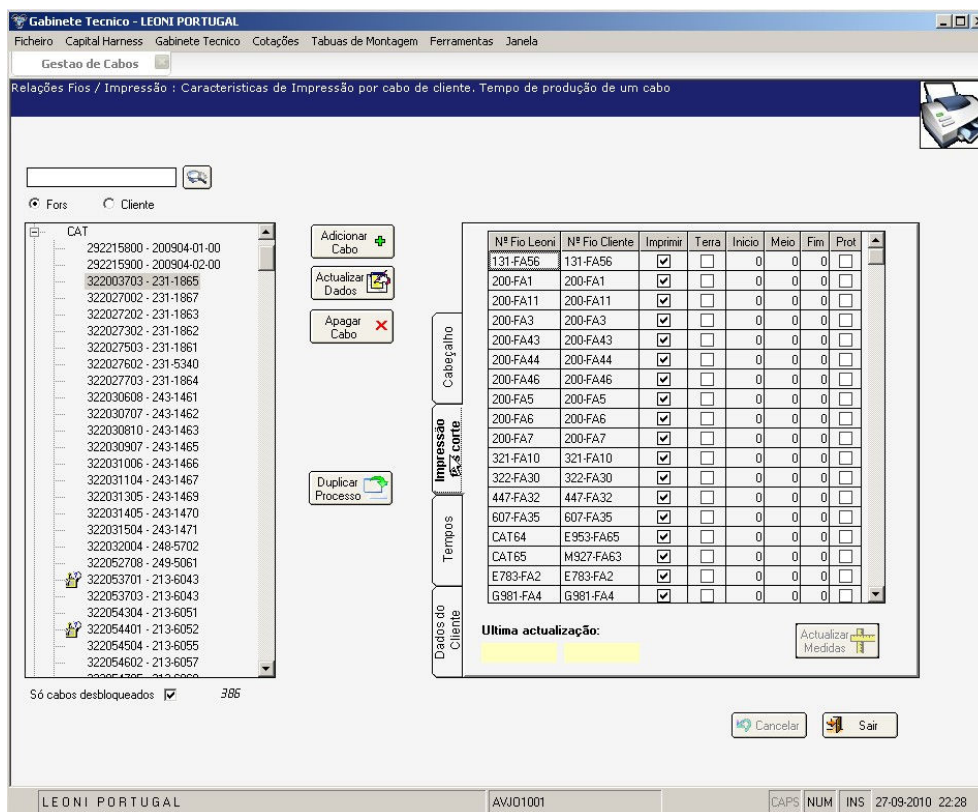 Gabinete Tecnico - LEONI PORTUGAL
Ficheiro Capital Harness Gabinete Tecnico Cotações Tabuas de Montagem Ferramentas Janela
Gestao de Cabos
Relações Fios / Impressão : Caracteristicas de Impressão por cabo de cliente. Tempo de produção de um cabo
Fors Cliente
CAT
292215800 - 200904-01-00
292215900 - 200904-02-00
322003703 - 231-1865
322027002 - 231-1867
322027202 - 231-1863
322027302 - 231-1862
322027503 - 231-1861
322027602 - 231-5340
322027703 - 231-1864
322030608 - 243-1461
322030707 - 243-1462
322030810 - 243-1463
322030907 - 243-1465
322031006 - 243-1466
322031104 - 243-1467
322031305 - 243-1469
322031405 - 243-1470
322031504 - 243-1471
322032004 - 248-5702
322052708 - 249-5061
322053701 - 213-6043
322053703 - 213-6043
322054304 - 213-6051
322054401 - 213-6052
322054504 - 213-6055
322054602 - 213-6057
Só cabos desbloqueados 386
Adicionar
Cabo
Actualizar
Dados
Apagar
Cabo
Duplicar
Processo
Cabeçalho
Impressão
corte
Tempos
Dados do
Cliente
Nº Fio Leoni Nº Fio Cliente Imprimir Terra Inicio Meio Fim Prot
131-FA56 131-FA56 0 0 0
200-FA1 200-FA1 0 0 0
200-FA11 200-FA11 0 0 0
200-FA3 200-FA3 0 0 0
200-FA43 200-FA43 0 0 0
200-FA44 200-FA44 0 0 0
200-FA46 200-FA46 0 0 0
200-FA5 200-FA5 0 0 0
200-FA6 200-FA6 0 0 0
200-FA7 200-FA7 0 0 0
321-FA10 321-FA10 0 0 0
322-FA30 322-FA30 0 0 0
447-FA32 447-FA32 0 0 0
607-FA35 607-FA35 0 0 0
CAT64 E953-FA65 0 0 0
CAT65 M927-FA63 0 0 0
E783-FA2 E783-FA2 0 0 0
G981-FA4 G981-FA4 0 0 0
Ultima actualização:
Actualizar
Medidas
Cancelar
Sair
LEONI PORTUGAL AVJO1001 CAPS NUM INS 27-09-2010 22:28